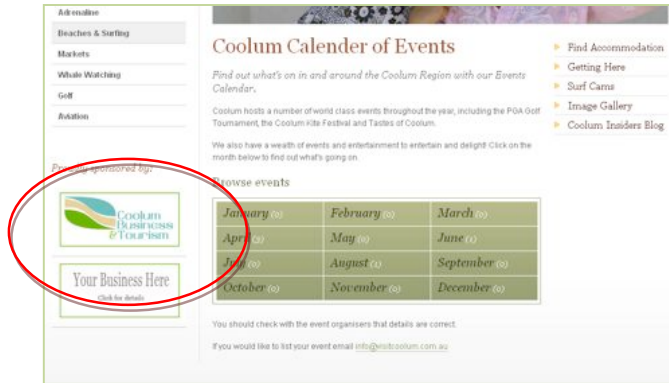 Adrenaline
Beaches & Surfing
Markets
Whale Watching
Golf
Aviation
Proudly sponsored by:
Coolum
Business
& Tourism
Your Business Here
Click for details
Coolum Calender of Events
Find out what's on in and around the Coolum Region with our Events
Calendar.
Coolum hosts a number of world class events throughout the year, including the PGA Golf
Tournament, the Coolum Kite Festival and Tastes of Coolum.
We also have a wealth of events and entertainment to entertain and delight! Click on the
month below to find out what's going on.
Browse events
January (0) February (0) March (0)
April (3) May (0) June (1)
July (0) August (1) September (0)
October (0) November (0) December (0)
You should check with the event organisers that details are correct.
If you would like to list your event email info@visitcoolum.com.au
Find Accommodation
Getting Here
Surf Cams
Image Gallery
Coolum Insiders Blog